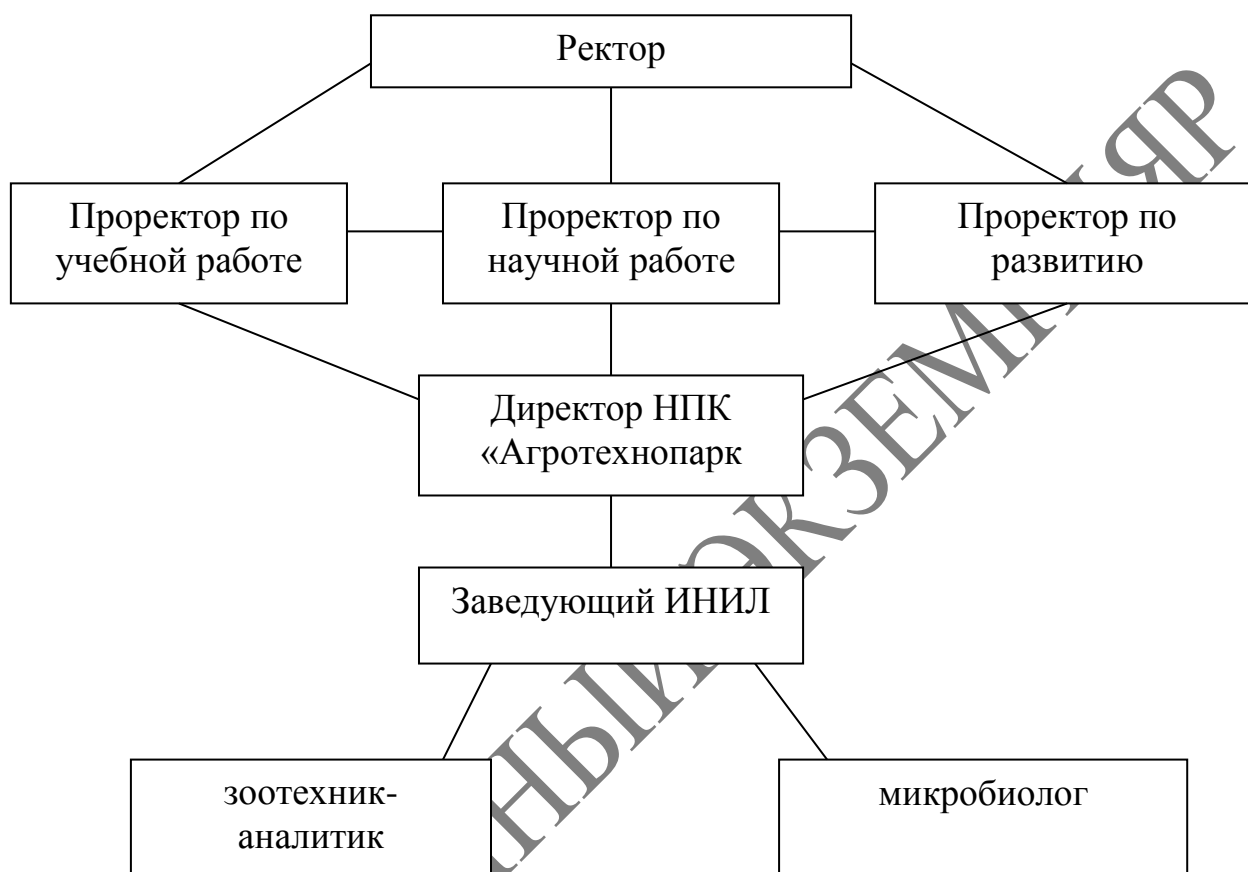 Ректор
Проректор по
учебной работе
Проректор по
научной работе
Проректор по
развитию
Директор НПК
«Агротехнопарк
Заведующий ИНИЛ
зоотехник-
аналитик
микробиолог